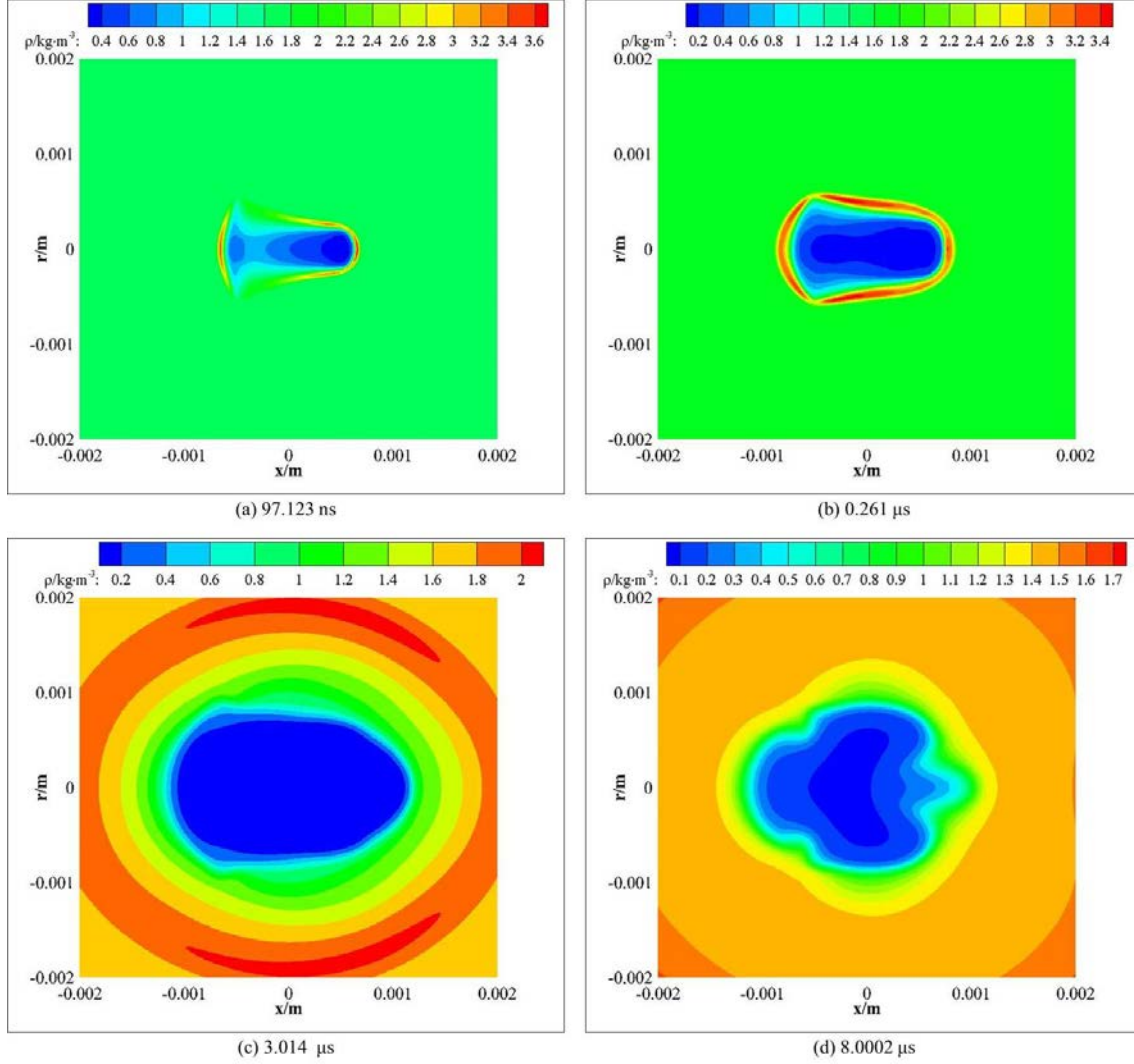 ρ/kg·m⁻³: 0.4 0.6 0.8 1 1.2 1.4 1.6 1.8 2 2.2 2.4 2.6 2.8 3 3.2 3.4 3.6
0.002
0.001
r/m
0
-0.001
-0.002
-0.002 -0.001 0 0.001 0.002
x/m
(a) 97.123 ns
ρ/kg·m⁻³: 0.2 0.4 0.6 0.8 1 1.2 1.4 1.6 1.8 2 2.2 2.4 2.6 2.8 3 3.2 3.4
0.002
0.001
r/m
0
-0.001
-0.002
-0.002 -0.001 0 0.001 0.002
x/m
(b) 0.261 μs
ρ/kg·m⁻³: 0.2 0.4 0.6 0.8 1 1.2 1.4 1.6 1.8 2
0.002
0.001
r/m
0
-0.001
-0.002
-0.002 -0.001 0 0.001 0.002
x/m
(c) 3.014 μs
ρ/kg·m⁻³: 0.1 0.2 0.3 0.4 0.5 0.6 0.7 0.8 0.9 1 1.1 1.2 1.3 1.4 1.5 1.6 1.7
0.002
0.001
r/m
0
-0.001
-0.002
-0.002 -0.001 0 0.001 0.002
x/m
(d) 8.0002 μs